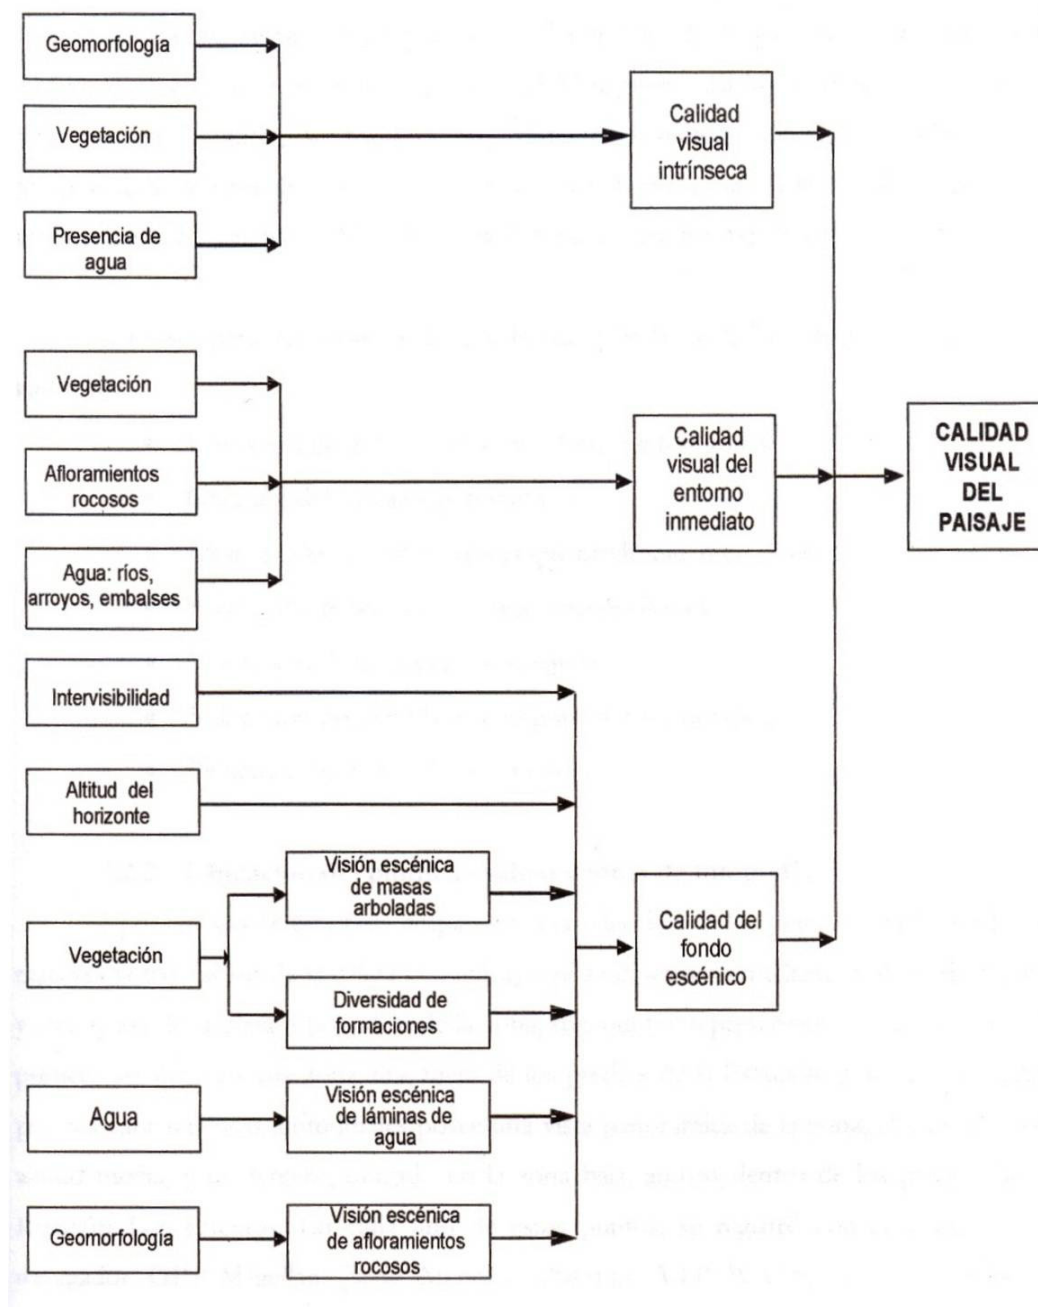 Geomorfología
Vegetación
Presencia de
agua
Calidad
visual
intrínseca
Vegetación
Afloramientos
rocosos
Agua: ríos,
arroyos, embalses
Calidad
visual del
entorno
inmediato
CALIDAD
VISUAL
DEL
PAISAJE
Intervisibilidad
Altitud del
horizonte
Vegetación
Visión escénica
de masas
arboladas
Diversidad de
formaciones
Agua
Visión escénica
de láminas de
agua
Geomorfología
Visión escénica
de afloramientos
rocosos
Calidad del
fondo
escénico